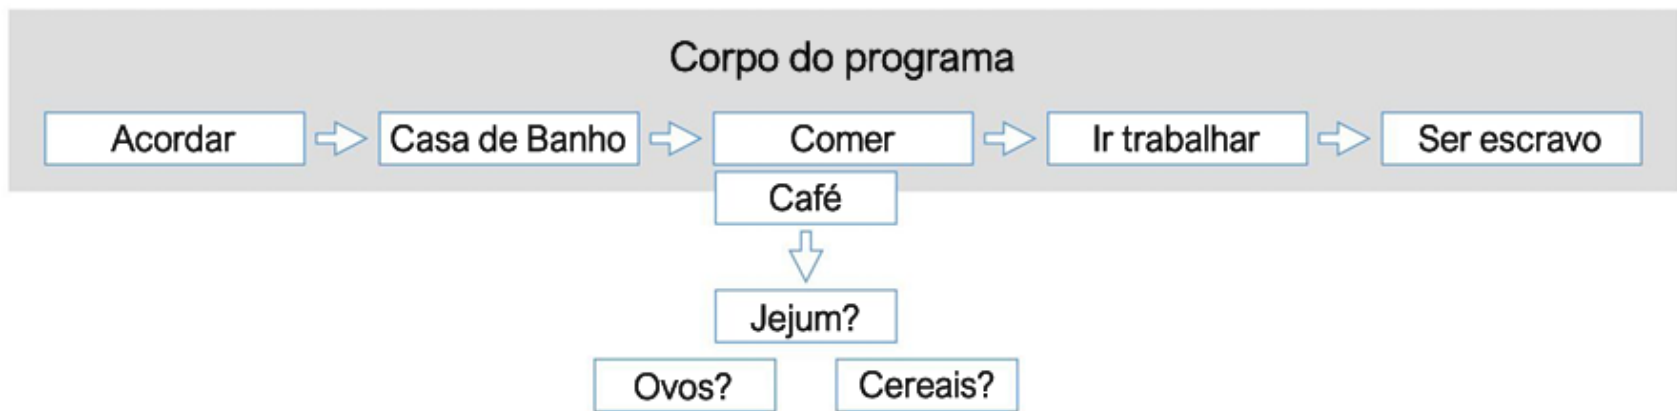 Corpo do programa
Acordar
Casa de Banho
Comer
Ir trabalhar
Ser escravo
Café
Jejum?
Ovos?
Cereais?